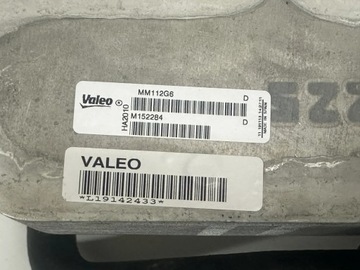 MM112G6 D
Valeo
HA2010
M152284 D
VALEO
*L19142433*